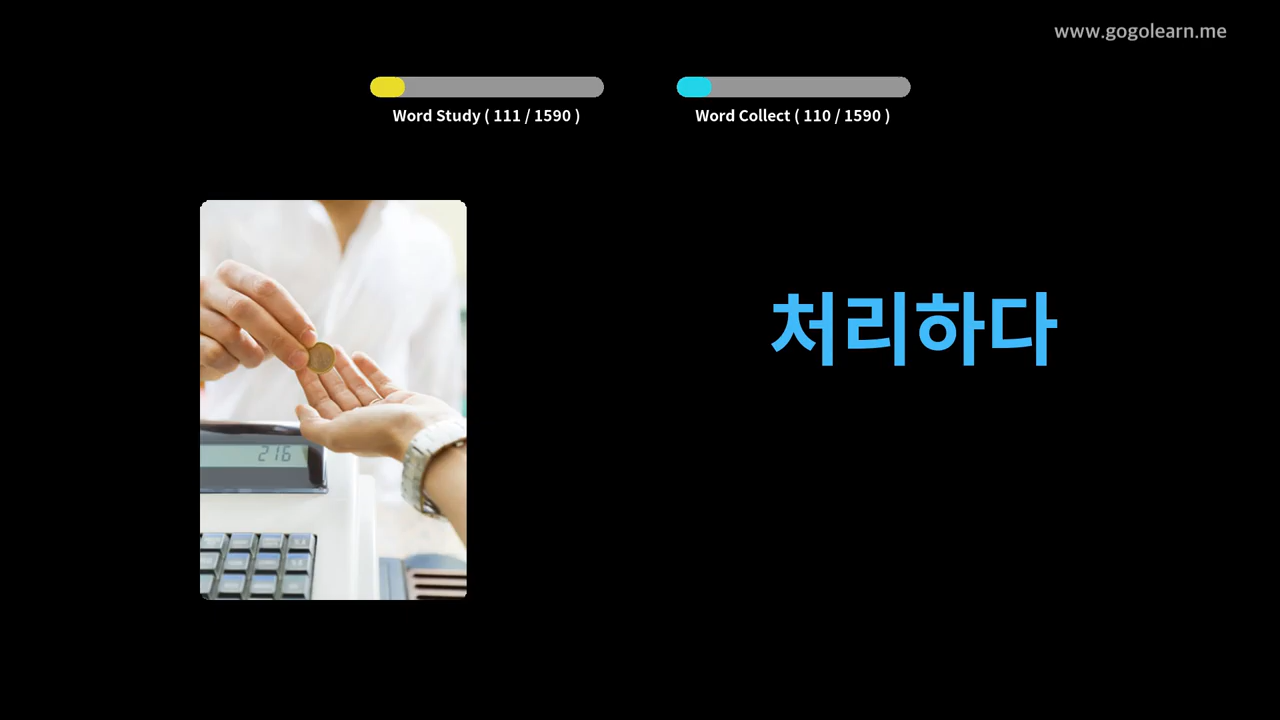 www.gogolearn.me
Word Study ( 111 / 1590 )
Word Collect ( 110 / 1590 )
처리하다
216